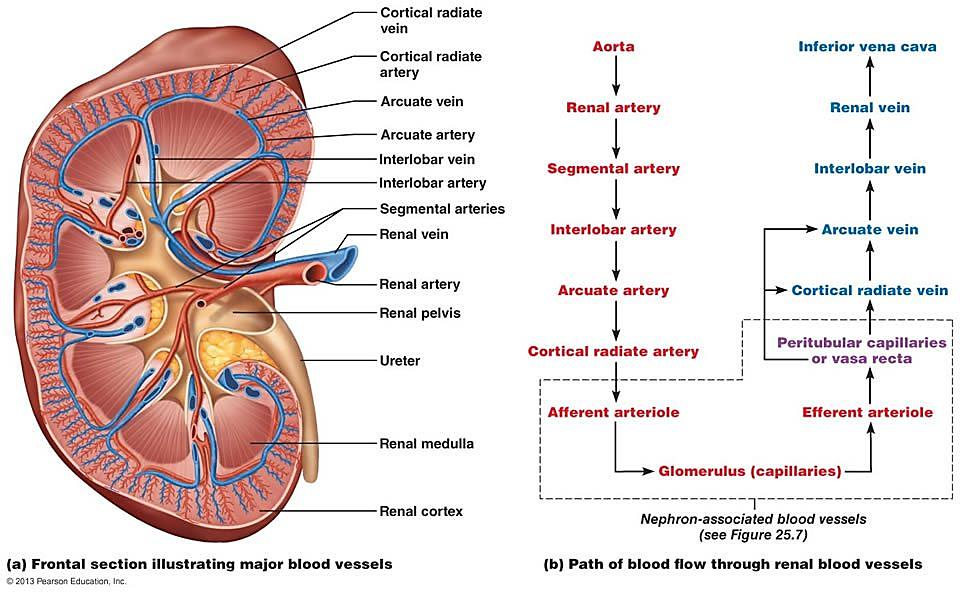 Cortical radiate
vein
Cortical radiate
artery
Arcuate vein
Arcuate artery
Interlobar vein
Interlobar artery
Segmental arteries
Renal vein
Renal artery
Renal pelvis
Ureter
Renal medulla
Renal cortex
(a) Frontal section illustrating major blood vessels
© 2013 Pearson Education, Inc.
Aorta
Renal artery
Segmental artery
Interlobar artery
Arcuate artery
Cortical radiate artery
Afferent arteriole
Glomerulus (capillaries)
Efferent arteriole
Peritubular capillaries
or vasa recta
Cortical radiate vein
Arcuate vein
Interlobar vein
Renal vein
Inferior vena cava
Nephron-associated blood vessels
(see Figure 25.7)
(b) Path of blood flow through renal blood vessels